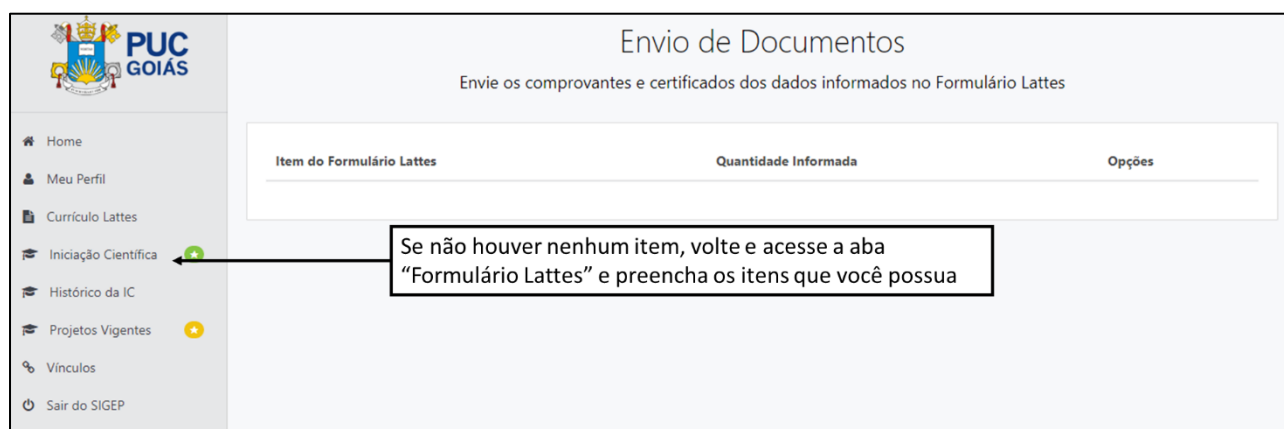 PUC
GOIÁS
Home
Meu Perfil
Currículo Lattes
Iniciação Científica
Histórico da IC
Projetos Vigentes
Vínculos
Sair do SIGEP
Envio de Documentos
Envie os comprovantes e certificados dos dados informados no Formulário Lattes
Item do Formulário Lattes Quantidade Informada Opções
Se não houver nenhum item, volte e acesse a aba
“Formulário Lattes” e preencha os itens que você possua